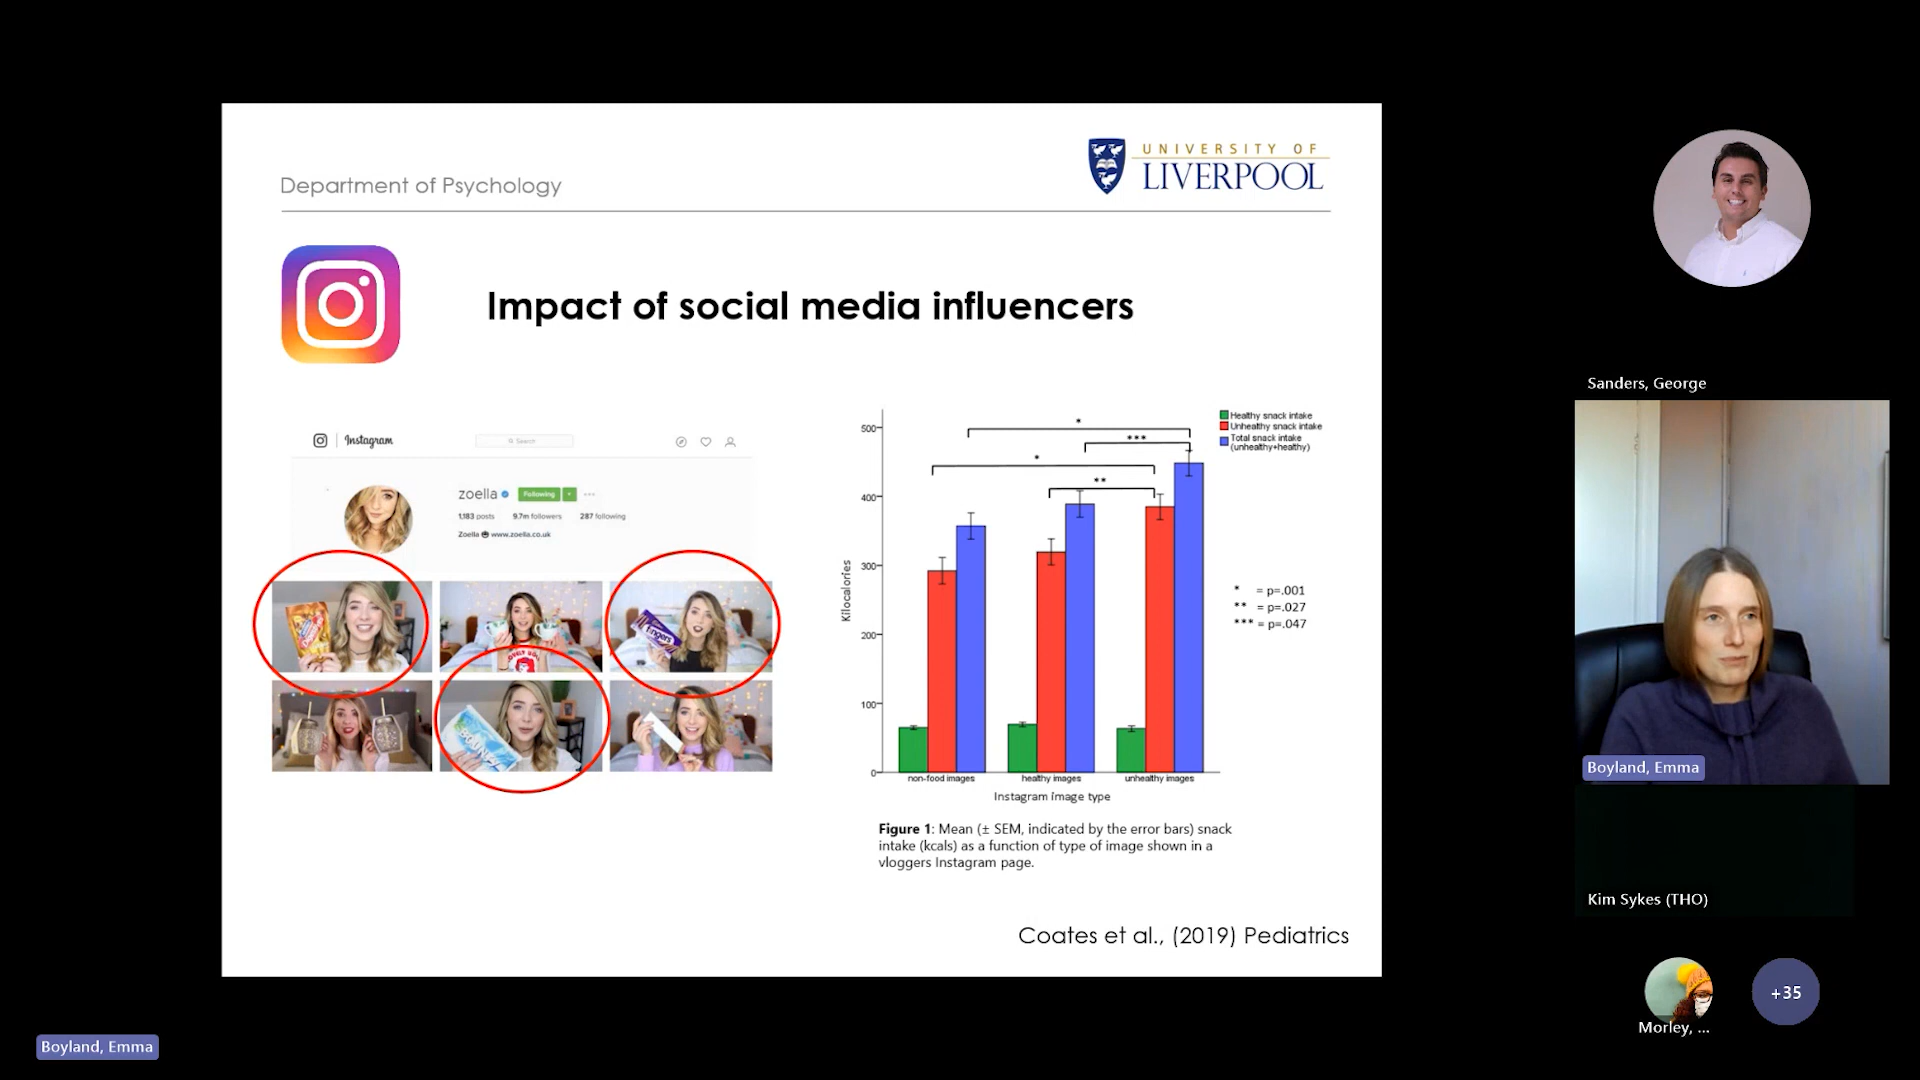 Department of Psychology
UNIVERSITY OF
LIVERPOOL
Impact of social media influencers
Instagram
Search
zoella
Following
1,183 posts 9.7m followers 287 following
Zoella www.zoella.co.uk
fingers
LOVELY
BOUNTY
Healthy snack intake
Unhealthy snack intake
Total snack intake
(unhealthy+healthy)
*
***
*
**
500
400
300
200
100
0
Kilocalories
non-food images healthy images unhealthy images
Instagram image type
* = p=.001
** = p=.027
*** = p=.047
Figure 1: Mean (± SEM, indicated by the error bars) snack
intake (kcals) as a function of type of image shown in a
vloggers Instagram page.
Coates et al., (2019) Pediatrics
Sanders, George
Boyland, Emma
Kim Sykes (THO)
Morley, ...
+35
Boyland, Emma